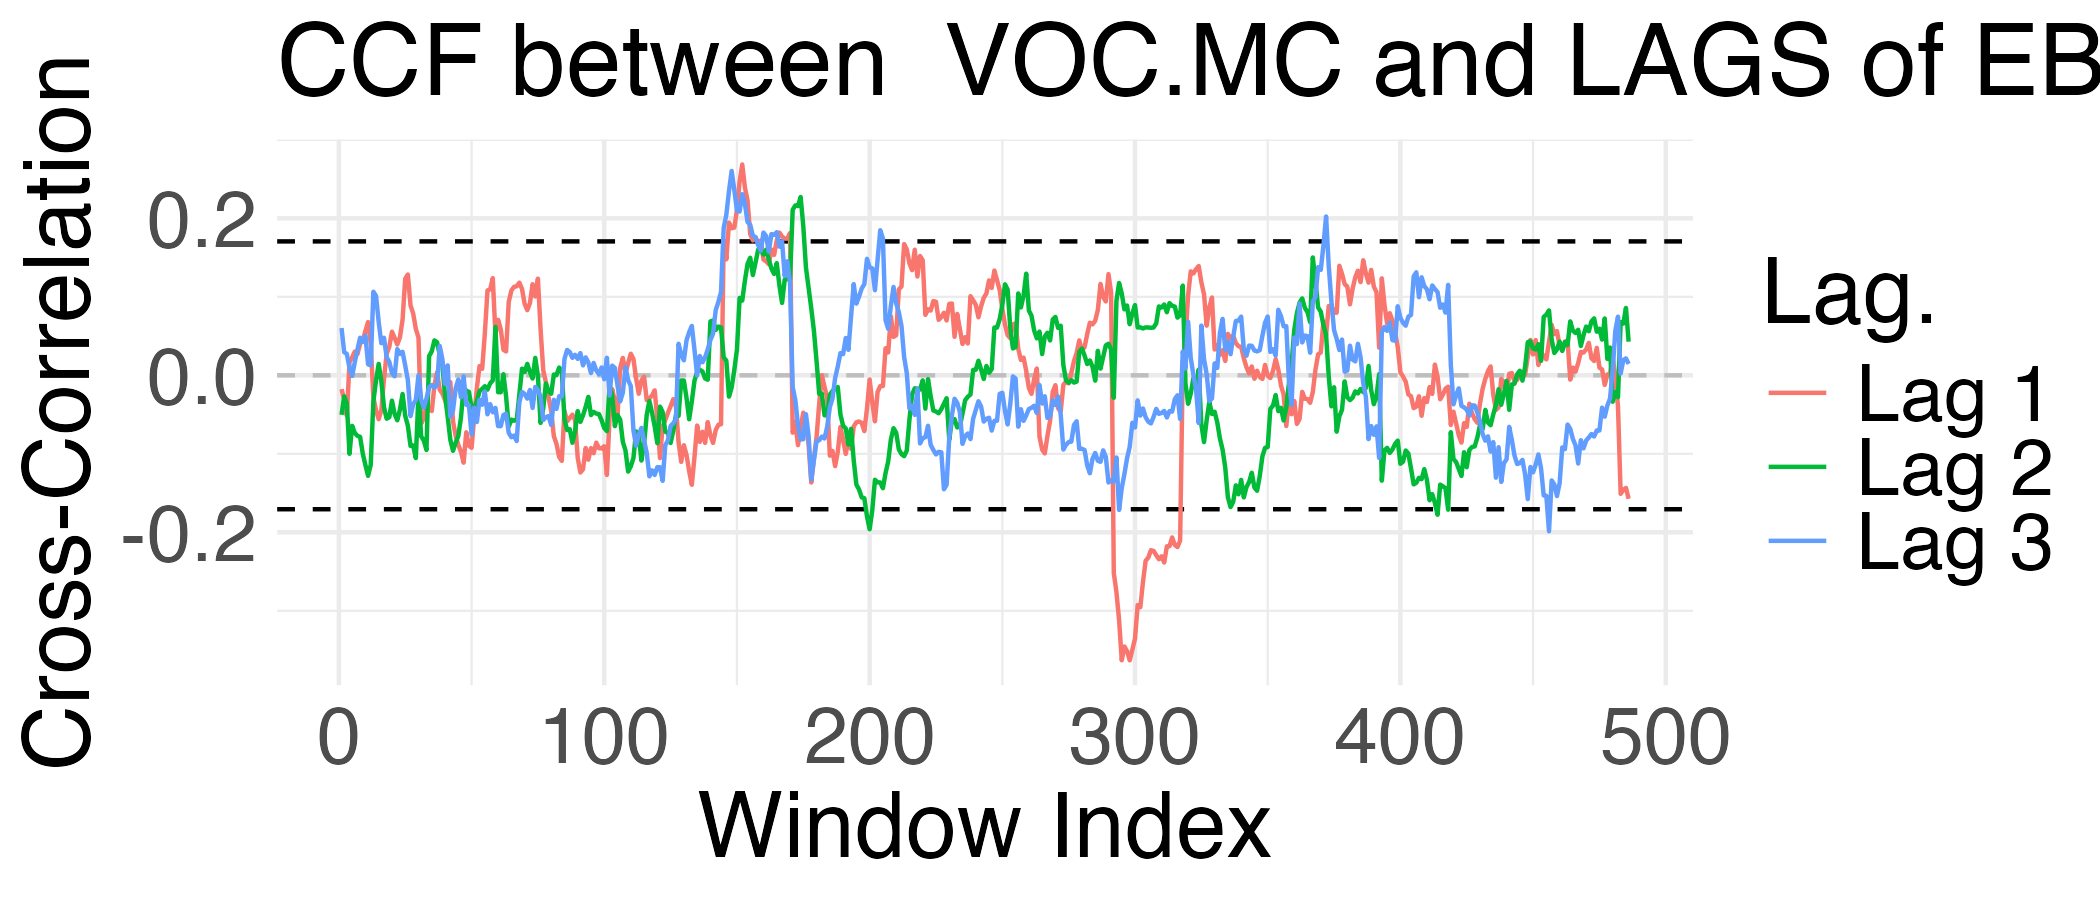 CCF between VOC.MC and LAGS of EB
Cross-Correlation
0.2
0.0
-0.2
0 100 200 300 400 500
Window Index
Lag.
Lag 1
Lag 2
Lag 3